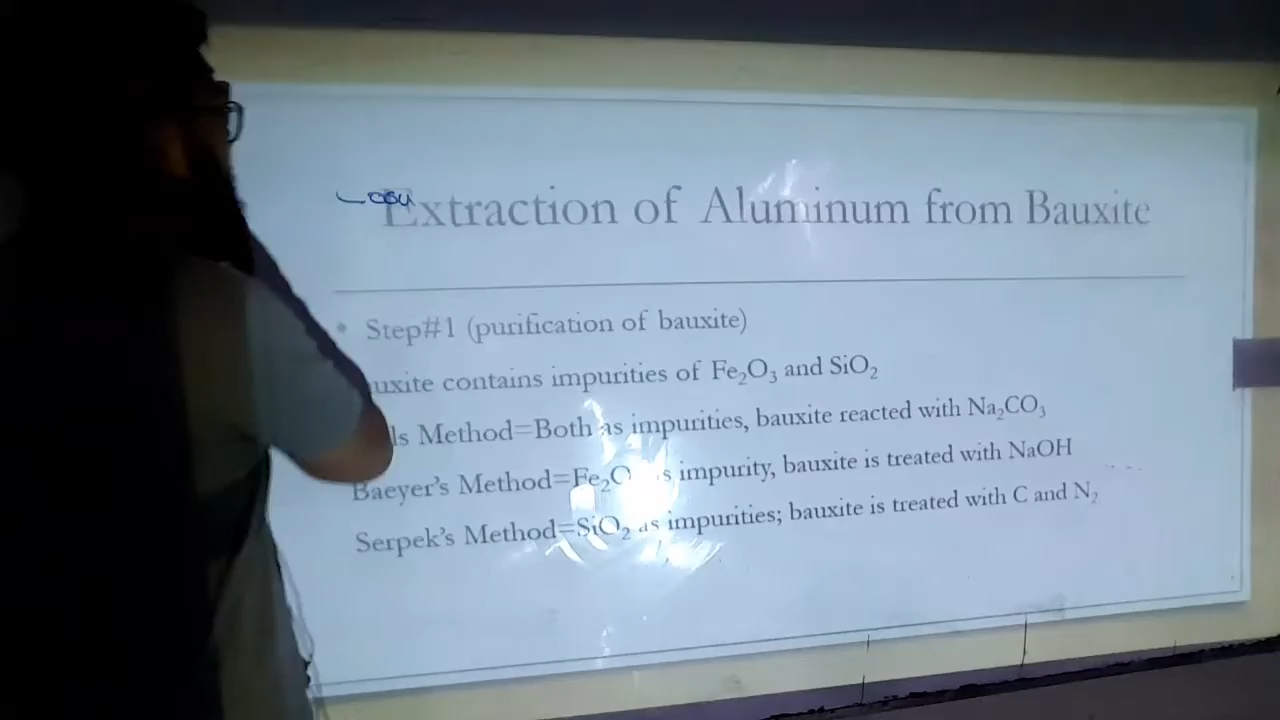 Extraction of Aluminum from Bauxite
• Step#1 (purification of bauxite)
uxite contains impurities of Fe₂O₃ and SiO₂
ls Method=Both as impurities, bauxite reacted with Na₂CO₃
Baeyer's Method=Fe₂O s impurity, bauxite is treated with NaOH
Serpek's Method=SiO₂ as impurities; bauxite is treated with C and N₂